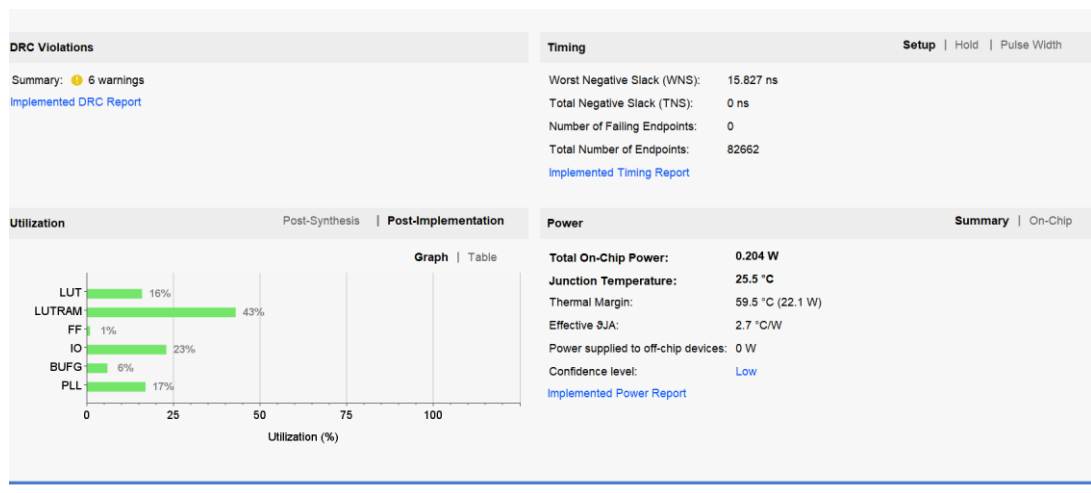 DRC Violations
Summary: 6 warnings
Implemented DRC Report
Timing Setup | Hold | Pulse Width
Worst Negative Slack (WNS): 15.827 ns
Total Negative Slack (TNS): 0 ns
Number of Failing Endpoints: 0
Total Number of Endpoints: 82662
Implemented Timing Report
Utilization Post-Synthesis | Post-Implementation
Graph | Table
LUT 16%
LUTRAM 43%
FF 1%
IO 23%
BUFG 6%
PLL 17%
0 25 50 75 100
Utilization (%)
Power Summary | On-Chip
Total On-Chip Power: 0.204 W
Junction Temperature: 25.5 °C
Thermal Margin: 59.5 °C (22.1 W)
Effective ϑJA: 2.7 °C/W
Power supplied to off-chip devices: 0 W
Confidence level: Low
Implemented Power Report